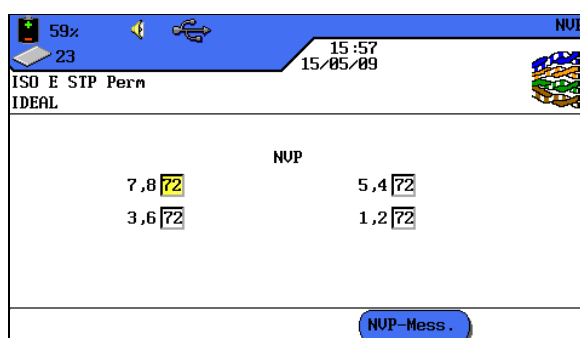 59% NVP
23 15:57
15/05/09
ISO E STP Perm
IDEAL
NVP
7,8 72 5,4 72
3,6 72 1,2 72
NVP-Mess.